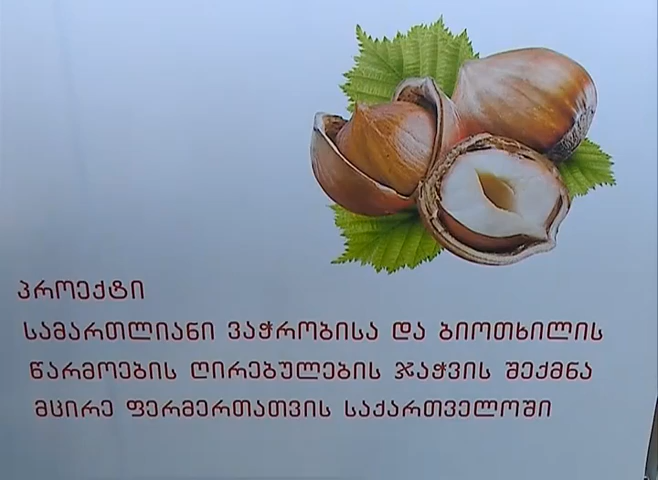 პროექტი
სამართლიანი ვაჭრობისა და ბიოთხილის
წარმოების ღირებულების ჯაჭვის შექმნა
მცირე ფერმერთათვის საქართველოში